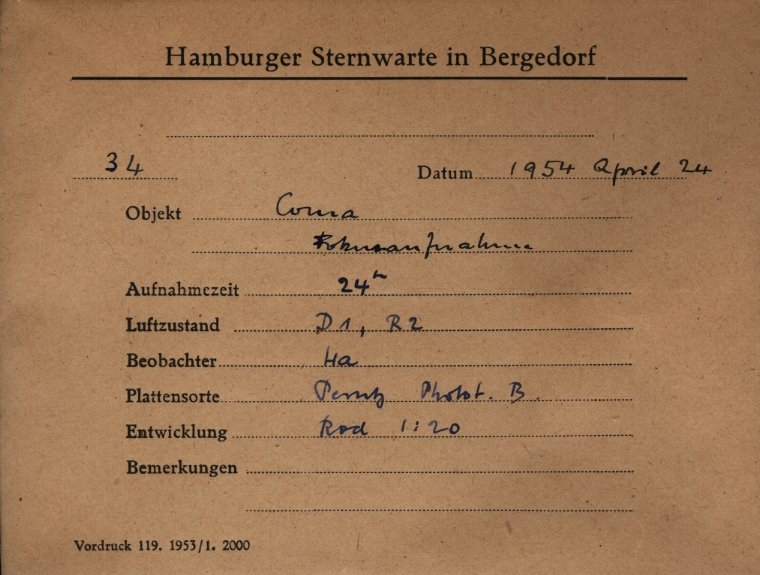 Hamburger Sternwarte in Bergedorf
34 Datum 1954 April 24
Objekt Coma
Fokusaufnahme
Aufnahmezeit 24h
Luftzustand D1, R2
Beobachter Ha
Plattensorte Perutz Photot. B.
Entwicklung Rod 1:20
Bemerkungen
Vordruck 119. 1953/1. 2000